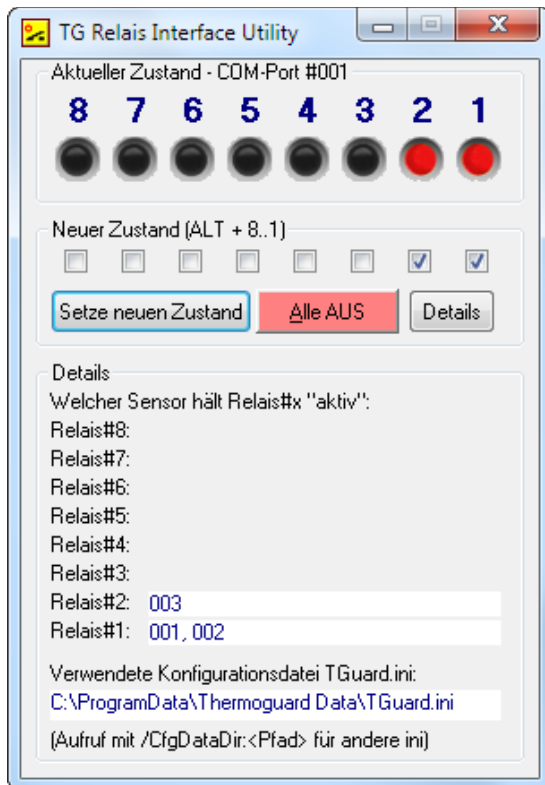 TG Relais Interface Utility
Aktueller Zustand - COM-Port #001
8 7 6 5 4 3 2 1
Neuer Zustand (ALT + 8..1)
Setze neuen Zustand Alle AUS Details
Details
Welcher Sensor hält Relais#x "aktiv":
Relais#8:
Relais#7:
Relais#6:
Relais#5:
Relais#4:
Relais#3:
Relais#2: 003
Relais#1: 001, 002
Verwendete Konfigurationsdatei TGuard.ini:
C:\ProgramData\Thermoguard Data\TGuard.ini
(Aufruf mit /CfgDataDir:<Pfad> für andere ini)